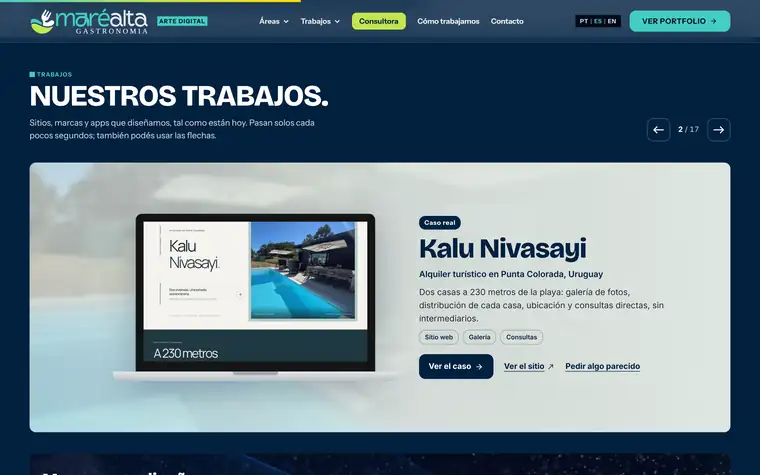 maréalta
GASTRONOMIA
ARTE DIGITAL
Áreas
Trabajos
Consultora
Cómo trabajamos
Contacto
PT | ES | EN
VER PORTFOLIO →
TRABAJOS
NUESTROS TRABAJOS.
Sitios, marcas y apps que diseñamos, tal como están hoy. Pasan solos cada
pocos segundos; también podés usar las flechas.
← 2 / 17 →
Kalu
Nivasayi.
A 230 metros
Caso real
Kalu Nivasayi
Alquiler turístico en Punta Colorada, Uruguay
Dos casas a 230 metros de la playa: galería de fotos,
distribución de cada casa, ubicación y consultas directas, sin
intermediarios.
Sitio web
Galería
Consultas
Ver el caso →
Ver el sitio ↗
Pedir algo parecido